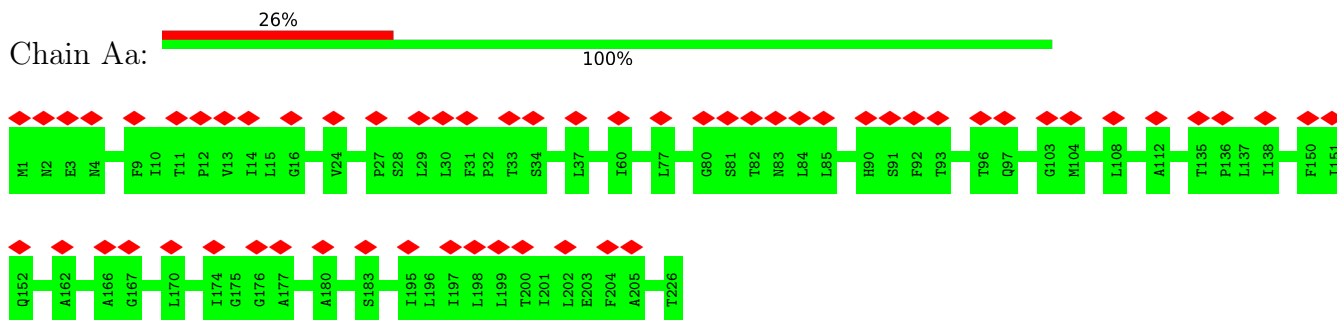 26%
Chain Aa:
100%
M1 N2 E3 N4 F9 I10 T11 P12 V13 I14 L15 G16 V24 P27 S28 L29 L30 F31 P32 T33 S34 L37 I60 L77 G80 S81 T82 N83 L84 L85 H90 S91 F92 T93 T96 Q97 G103 M104 L108 A112 T135 P136 L137 I138 F150 I151
Q152 A162 A166 G167 L170 I174 G175 G176 A177 A180 S183 I195 L196 I197 L198 L199 T200 I201 L202 E203 F204 A205 T226